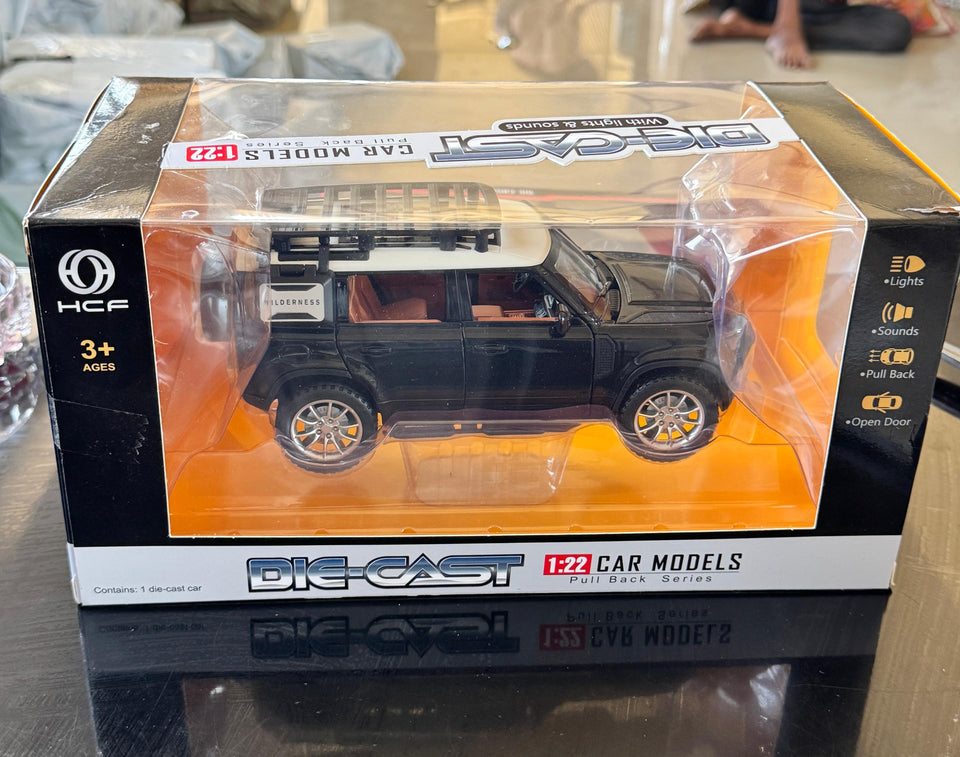 With lights & sounds
DIE-CAST
1:22 CAR MODELS
Pull Back Series
HCF
3+
AGES
WILDERNESS
•Lights
•Sounds
•Pull Back
•Open Door
DIE-CAST
1:22 CAR MODELS
Pull Back Series
Contains: 1 die-cast car